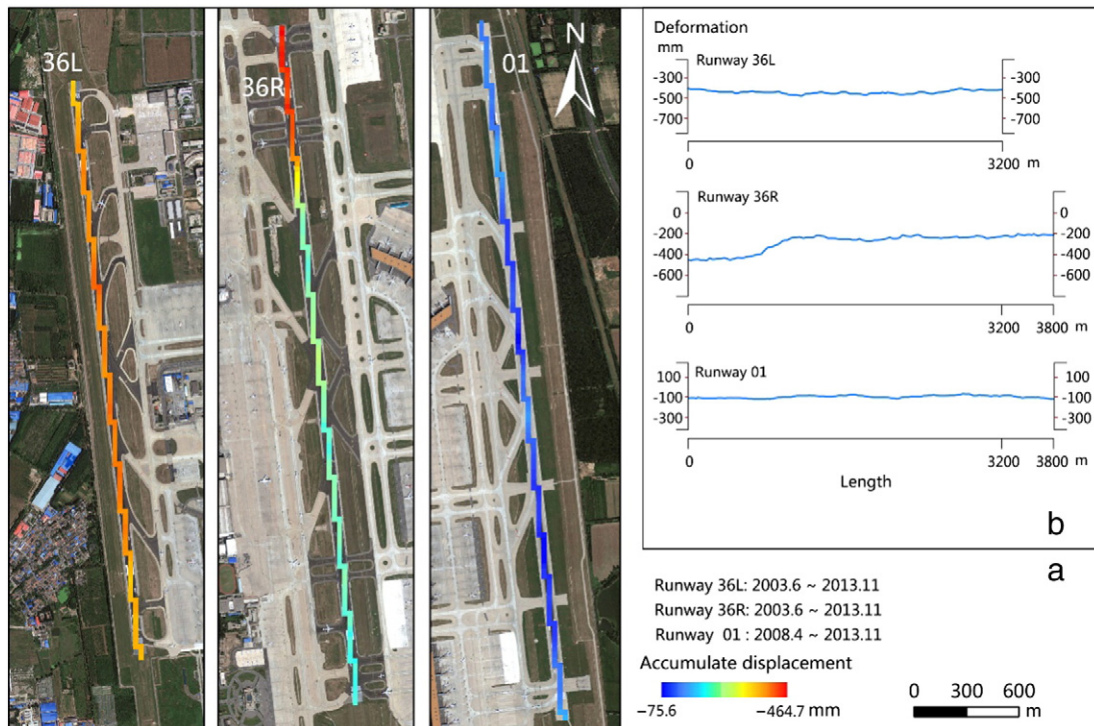 36L
36R
01
N
Deformation
mm
Runway 36L
-300
-500
-700
-300
-500
-700
0
3200 m
Runway 36R
0
-200
-400
-600
0
-200
-400
-600
0
3200
3800 m
Runway 01
100
-100
-300
100
-100
-300
0
3200
3800 m
Length
b
a
Runway 36L: 2003.6 ~ 2013.11
Runway 36R: 2003.6 ~ 2013.11
Runway 01 : 2008.4 ~ 2013.11
Accumulate displacement
−75.6
−464.7 mm
0 300 600
m